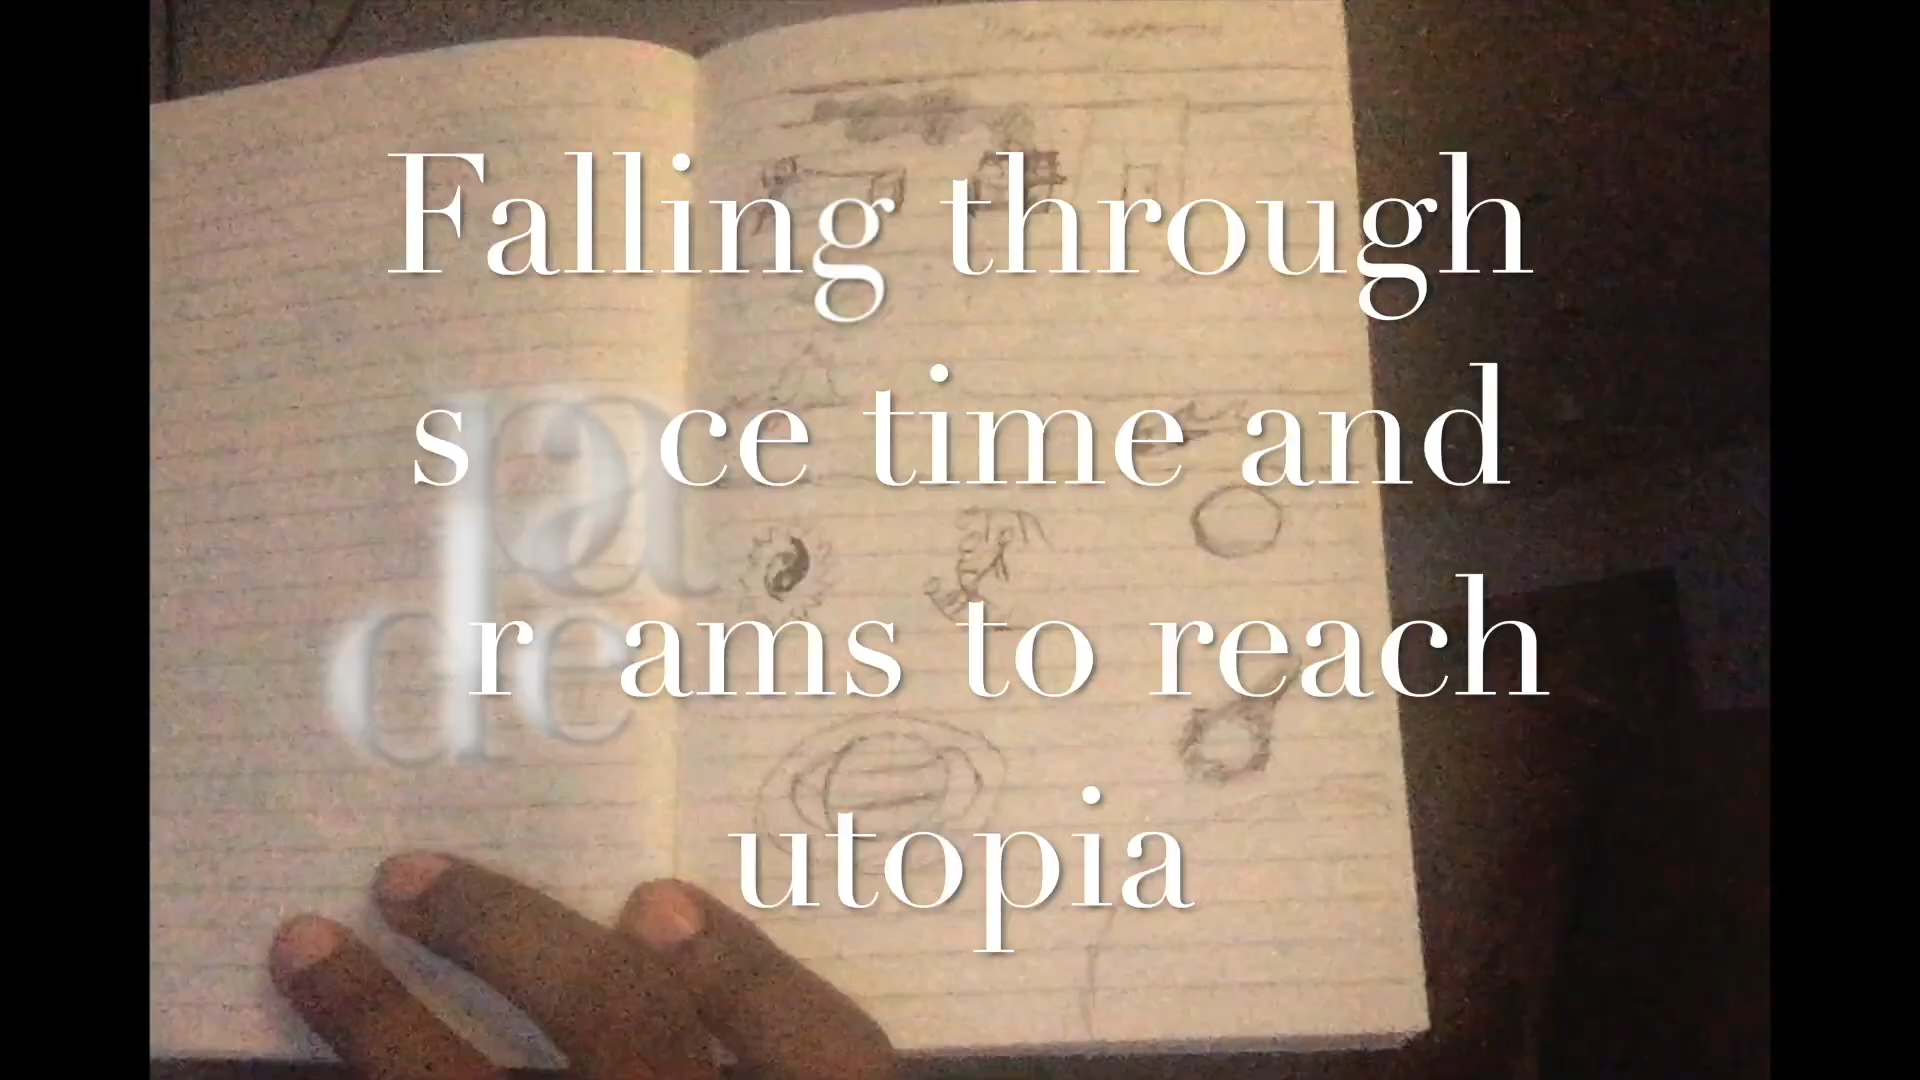 Falling through
space time and
dreams to reach
utopia